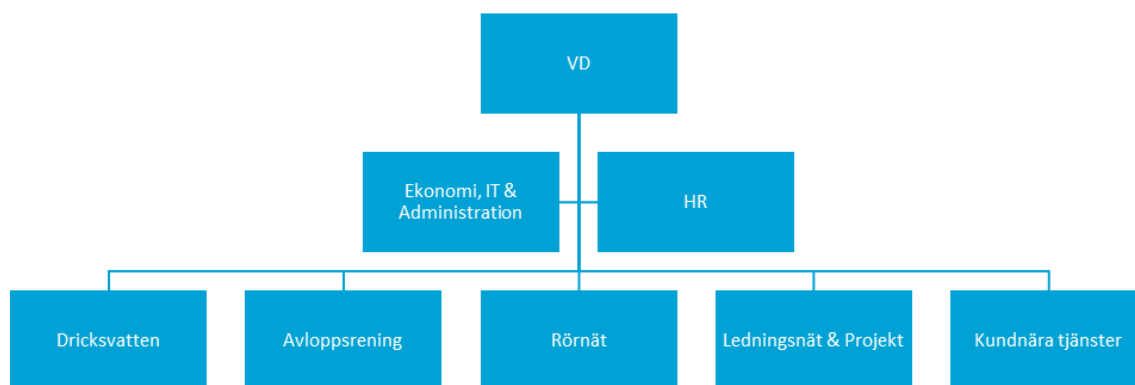 VD
Ekonomi, IT &
Administration
HR
Dricksvatten
Avloppsrening
Rörnät
Ledningsnät & Projekt
Kundnära tjänster